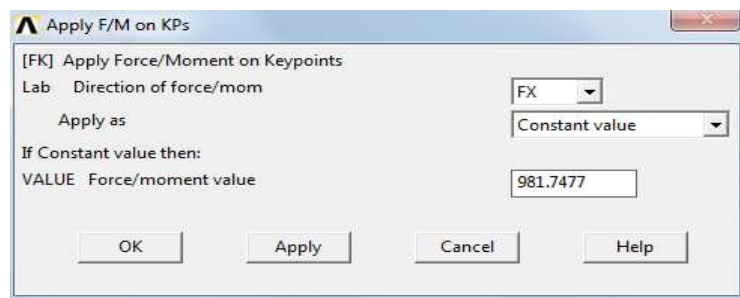 Apply F/M on KPs
[FK] Apply Force/Moment on Keypoints
Lab Direction of force/mom FX
Apply as Constant value
If Constant value then:
VALUE Force/moment value 981.7477
OK Apply Cancel Help